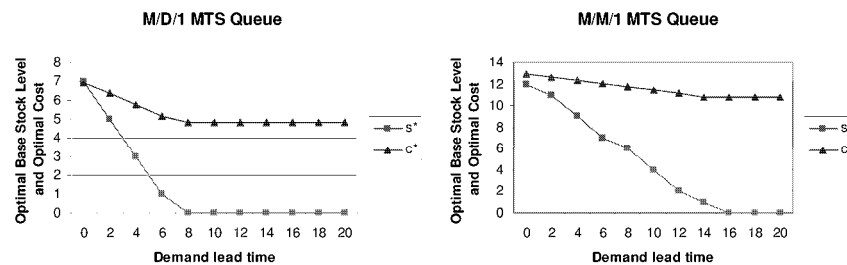 M/D/1 MTS Queue
Optimal Base Stock Level
and Optimal Cost
8
7
6
5
4
3
2
1
0
0 2 4 6 8 10 12 14 16 18 20
Demand lead time
S*
C*
M/M/1 MTS Queue
Optimal Base Stock Level
and Optimal Cost
14
12
10
8
6
4
2
0
0 2 4 6 8 10 12 14 16 18 20
Demand lead time
S
C